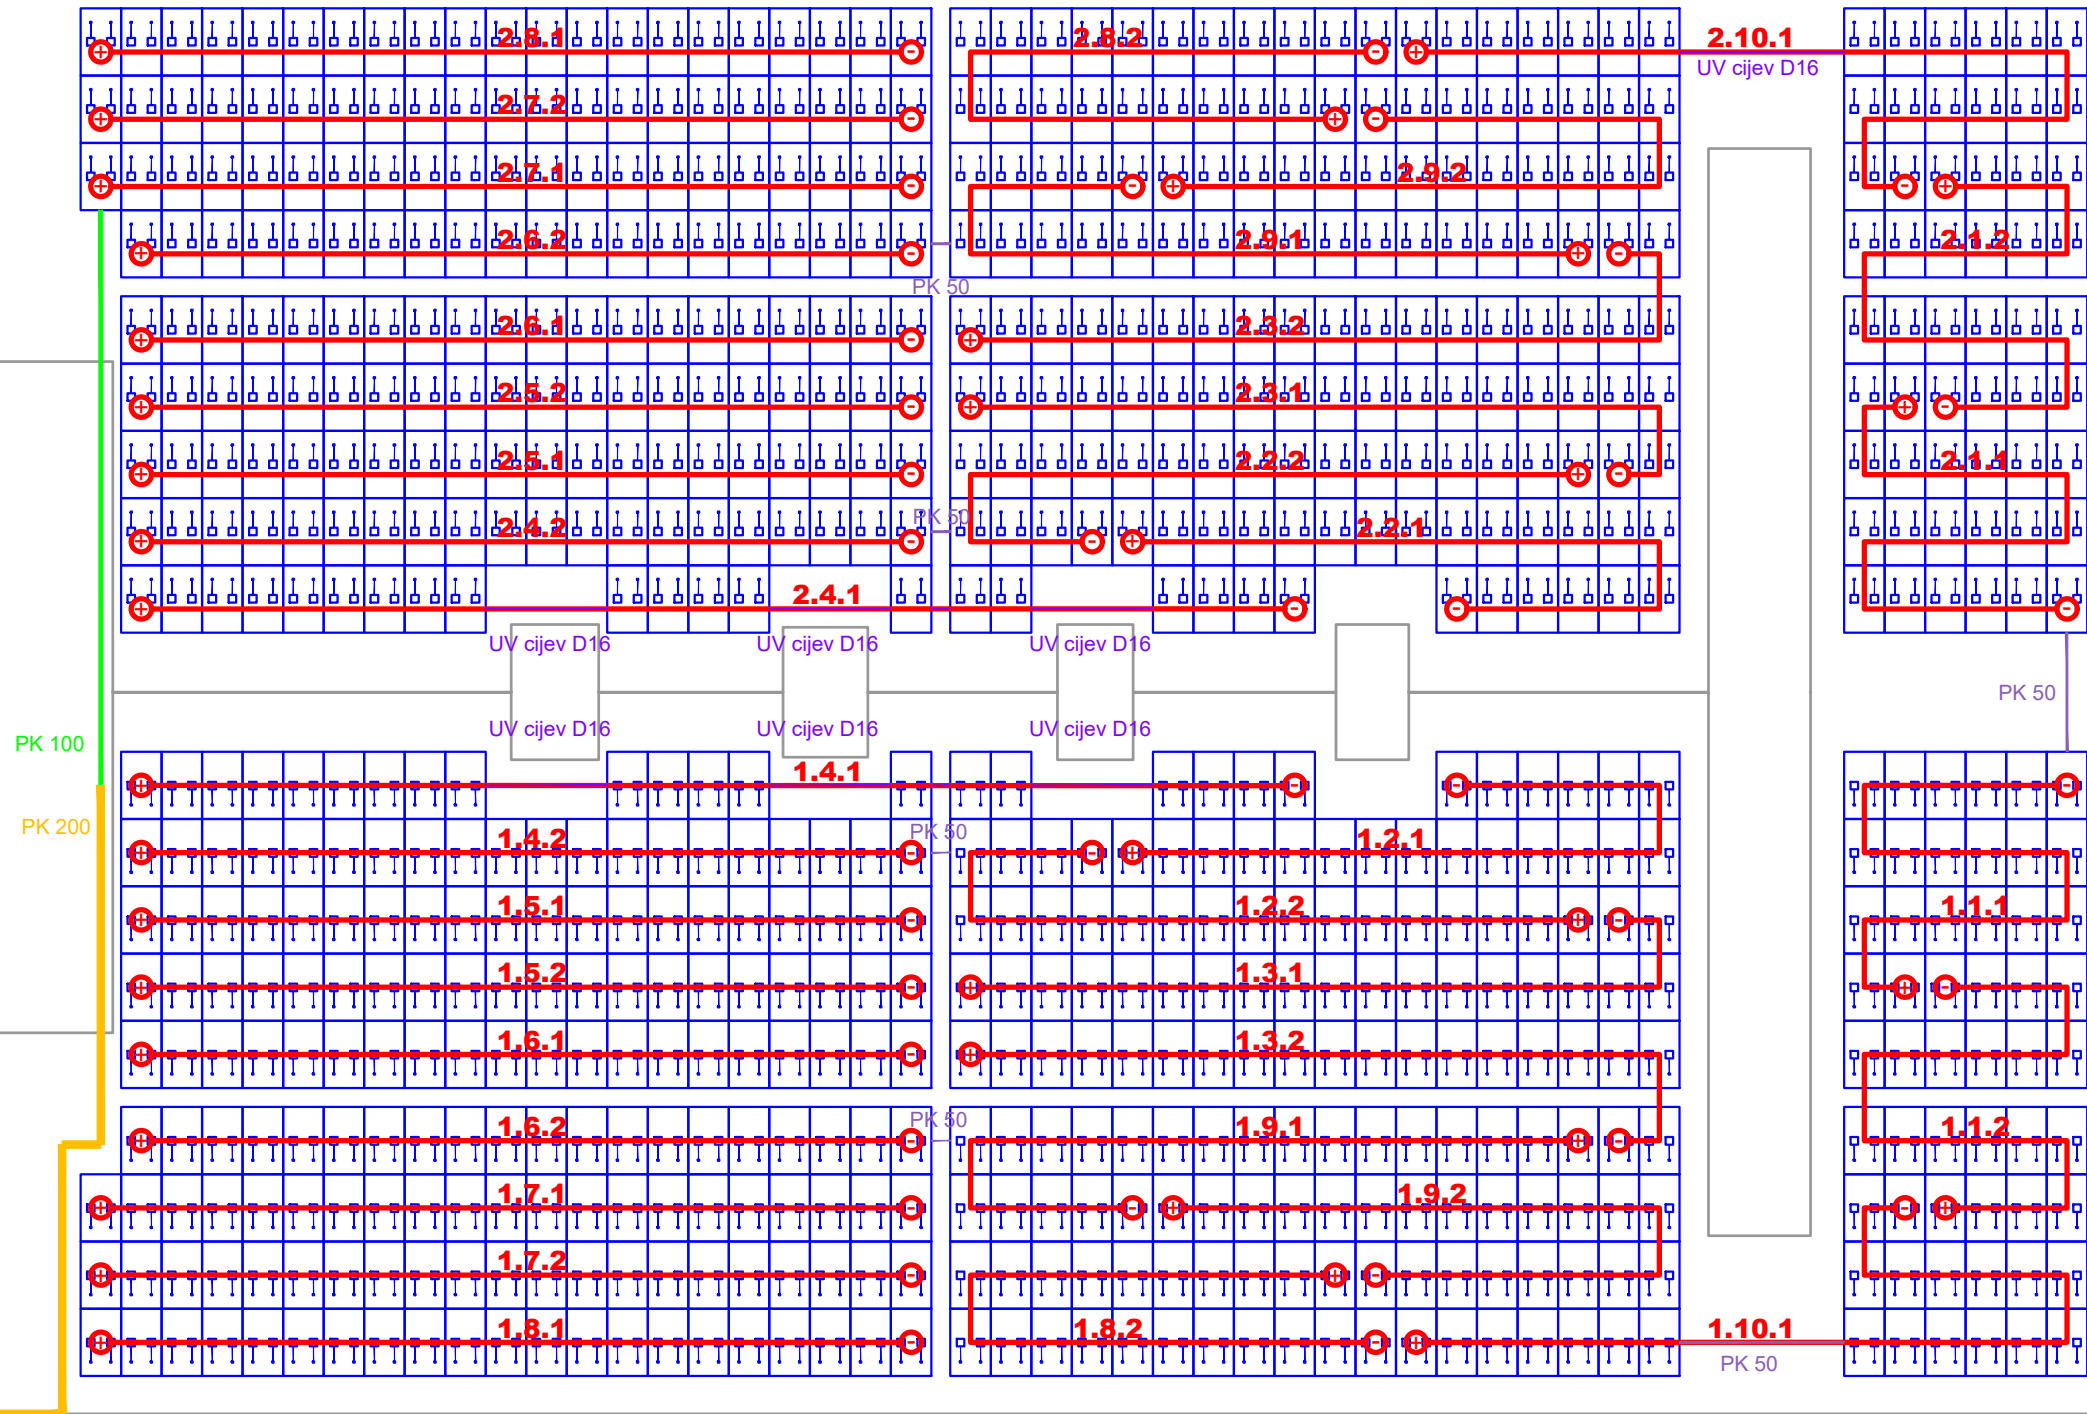 2.8.1 2.8.2 2.10.1
UV cijev D16
2.7.2
2.7.1 2.9.2
2.6.2 2.9.1 2.1.2
PK 50
2.6.1 2.3.2
2.5.2 2.3.1
2.5.1 2.2.2 2.1.1
PK 50
2.4.2 2.2.1
2.4.1
UV cijev D16 UV cijev D16 UV cijev D16
PK 50
UV cijev D16 UV cijev D16 UV cijev D16
PK 100
1.4.1
PK 200
PK 50
1.4.2 1.2.1
1.5.1 1.2.2 1.1.1
1.5.2 1.3.1
1.6.1 1.3.2
PK 50
1.6.2 1.9.1 1.1.2
1.7.1 1.9.2
1.7.2
1.8.1 1.8.2 1.10.1
PK 50